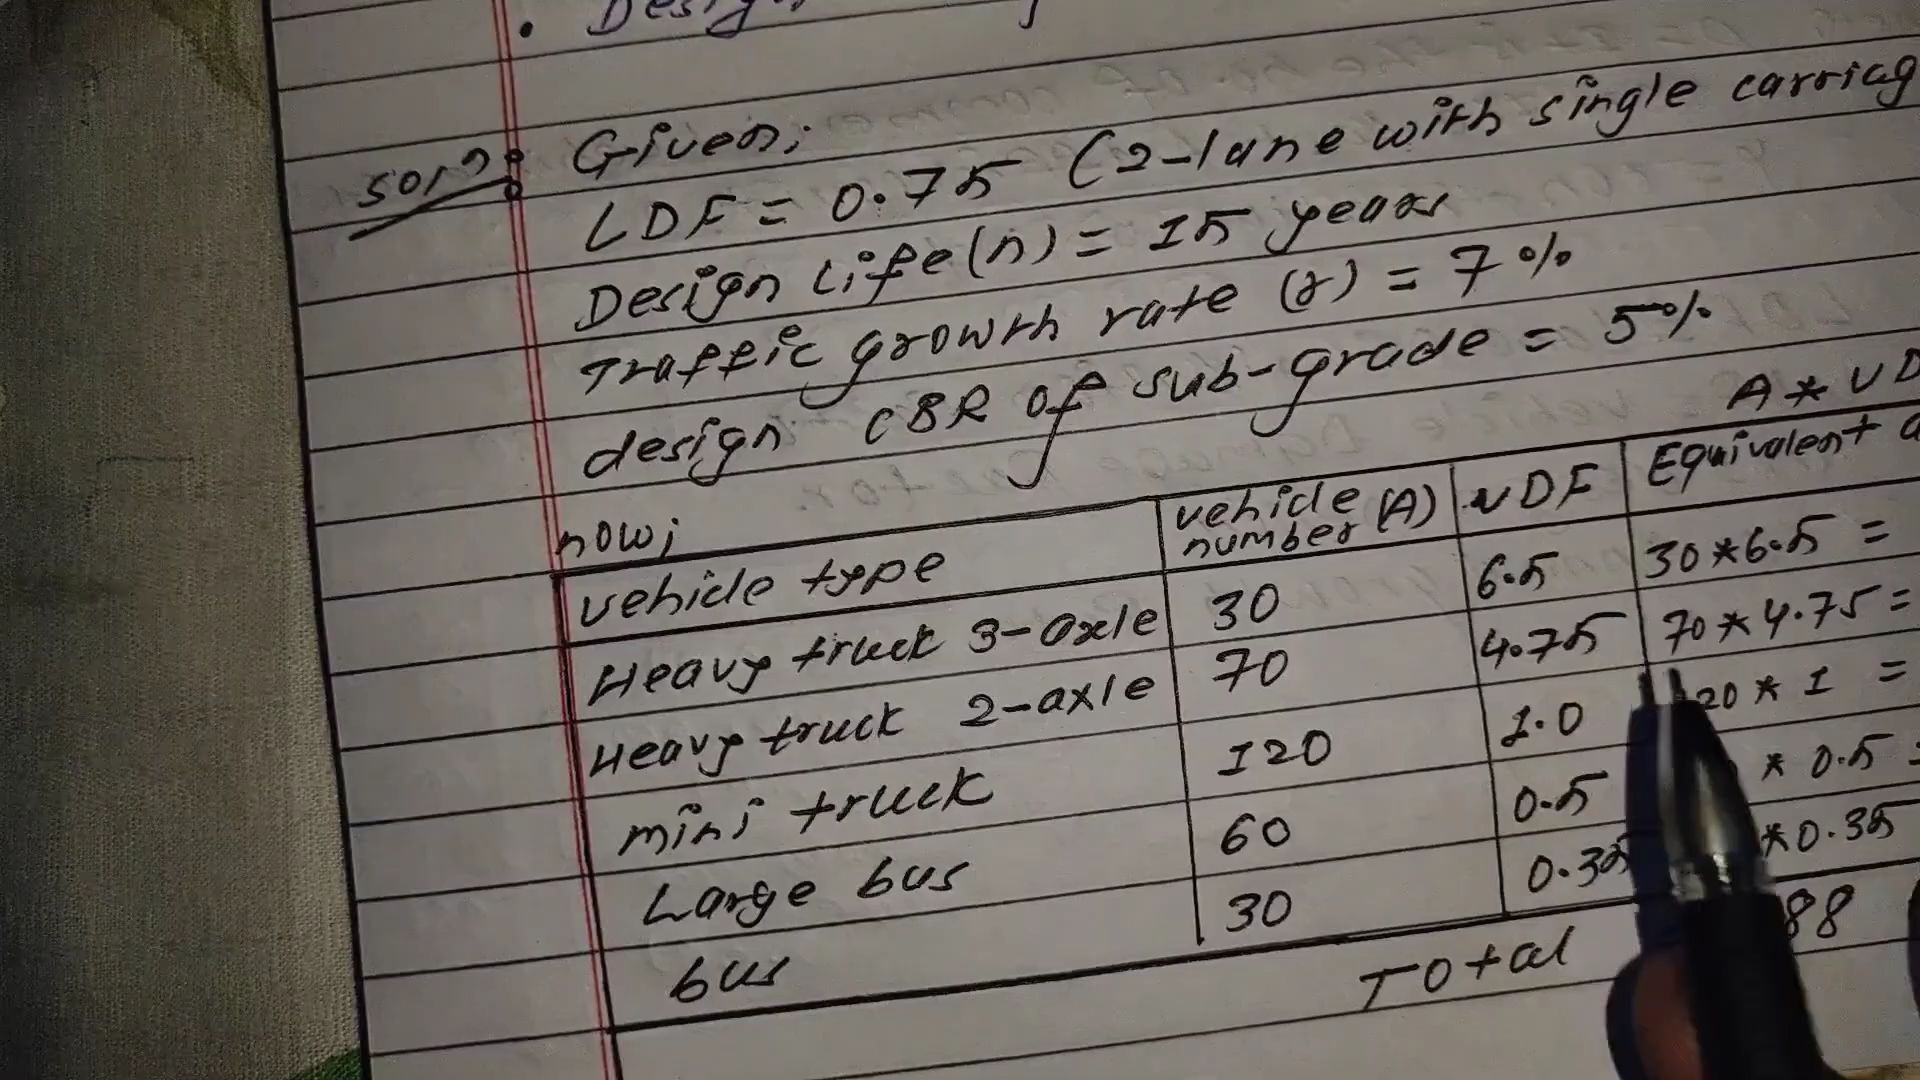 Soln:
Given;
LDF = 0.75 (2-lane with single carriag
Design Life(n) = 15 years
Traffic growth rate (r) = 7%
design CBR of sub-grade = 5%
A * VD
now;
vehicle type vehicle number (A) VDF Equivalent a
Heavy truck 3-axle 30 6.5 30*6.5 =
Heavy truck 2-axle 70 4.75 70*4.75 =
mini truck 120 1.0 20 * 1 =
Large bus 60 0.5 * 0.5 =
bus 30 0.35 *0.35
Total 88